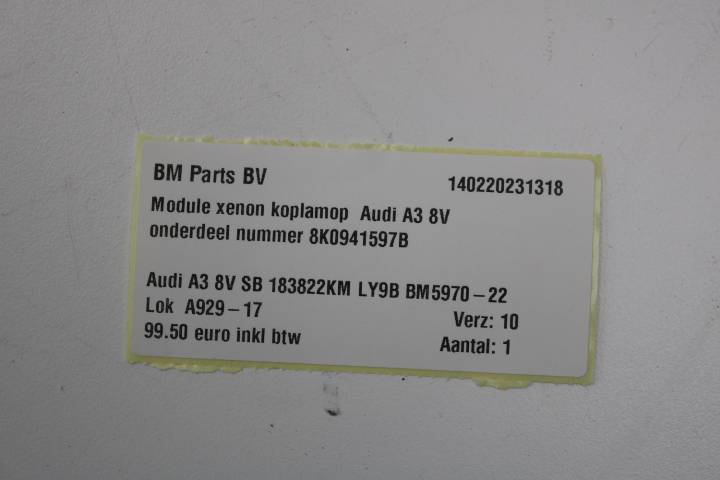 BM Parts BV 140220231318
Module xenon koplamop Audi A3 8V
onderdeel nummer 8K0941597B
Audi A3 8V SB 183822KM LY9B BM5970-22
Lok A929-17 Verz: 10
99.50 euro inkl btw Aantal: 1